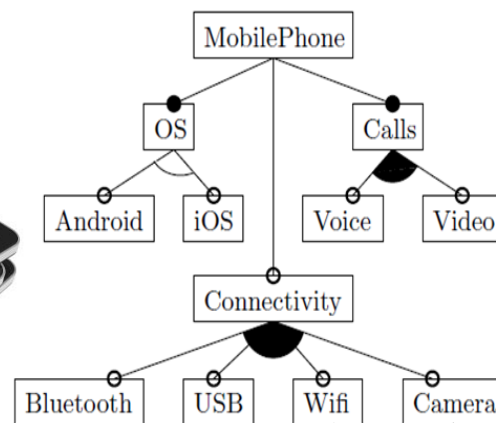 MobilePhone
OS
Calls
Android
iOS
Voice
Video
Connectivity
Bluetooth
USB
Wifi
Camera